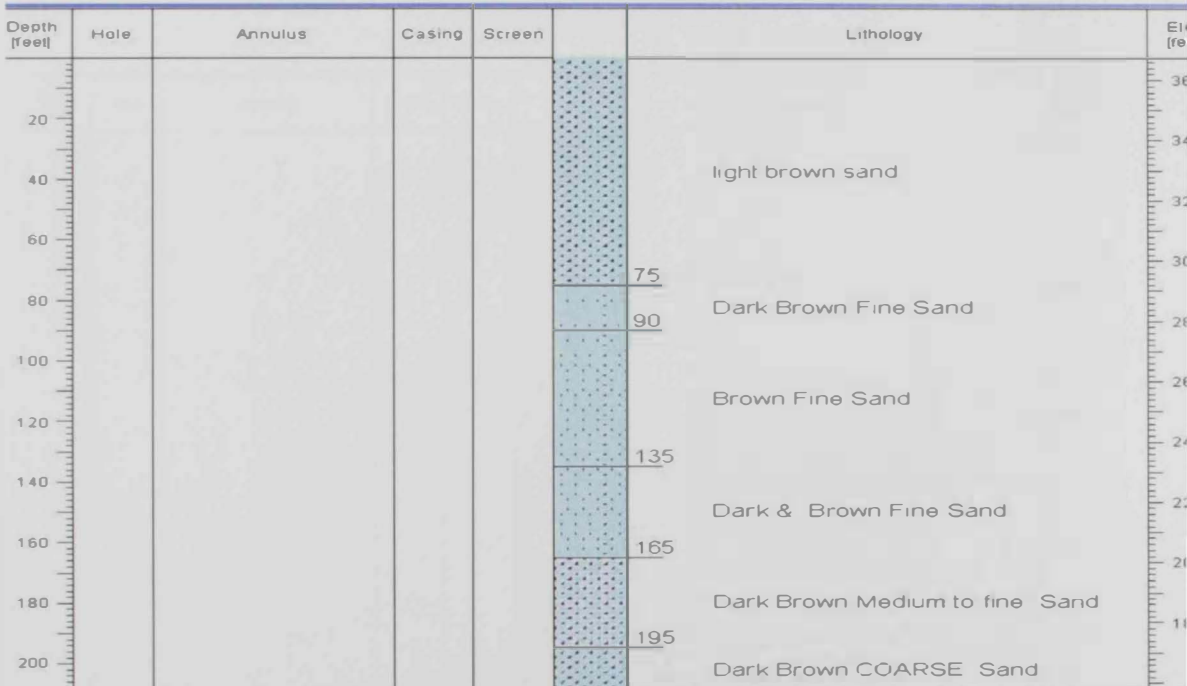 Depth [feet] Hole Annulus Casing Screen Lithology
20
40
60
80
100
120
140
160
180
200
light brown sand
75
Dark Brown Fine Sand
90
Brown Fine Sand
135
Dark & Brown Fine Sand
165
Dark Brown Medium to fine Sand
195
Dark Brown COARSE Sand